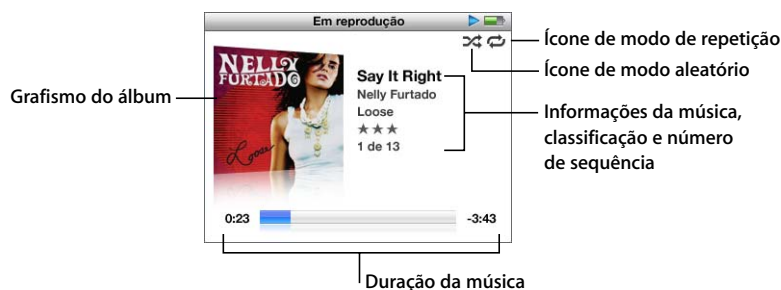 Em reprodução
Ícone de modo de repetição
Ícone de modo aleatório
NELLY
FURTADO
Loose
Grafismo do álbum
Say It Right
Nelly Furtado
Loose
★★★
1 de 13
Informações da música,
classificação e número
de sequência
0:23
-3:43
Duração da música